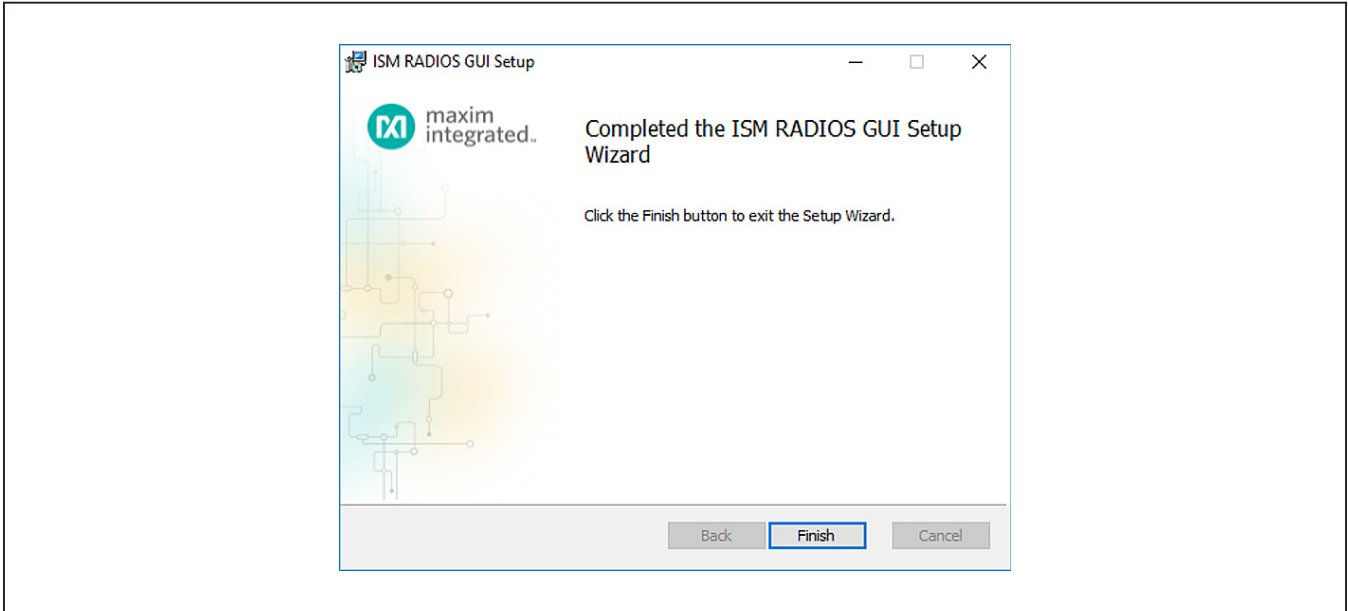 ISM RADIOS GUI Setup
maxim
integrated™
Completed the ISM RADIOS GUI Setup
Wizard
Click the Finish button to exit the Setup Wizard.
Back Finish Cancel